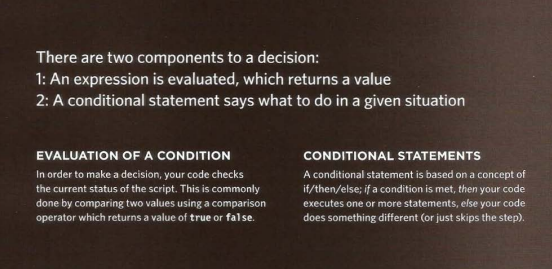 There are two components to a decision:
1: An expression is evaluated, which returns a value
2: A conditional statement says what to do in a given situation
EVALUATION OF A CONDITION
In order to make a decision, your code checks
the current status of the script. This is commonly
done by comparing two values using a comparison
operator which returns a value of true or false.
CONDITIONAL STATEMENTS
A conditional statement is based on a concept of
if/then/else; if a condition is met, then your code
executes one or more statements, else your code
does something different (or just skips the step).